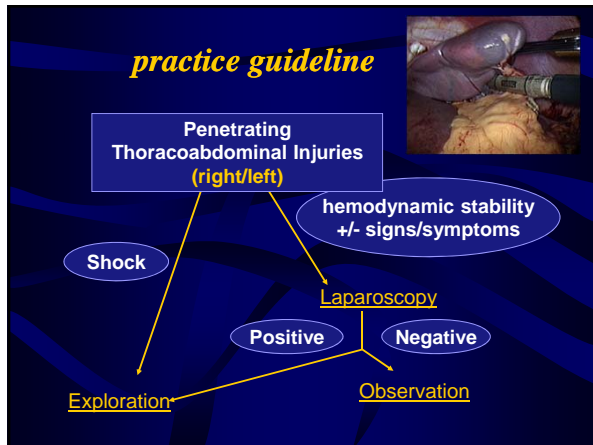 practice guideline
Penetrating
Thoracoabdominal Injuries
(right/left)
hemodynamic stability
+/- signs/symptoms
Shock
Laparoscopy
Positive
Negative
Exploration
Observation